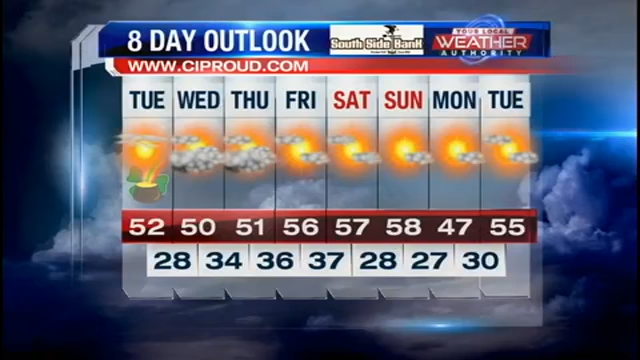 8 DAY OUTLOOK
South Side Bank
YOUR LOCAL
WEATHER
AUTHORITY
WWW.CIPROUD.COM
TUE WED THU FRI SAT SUN MON TUE
52 50 51 56 57 58 47 55
28 34 36 37 28 27 30